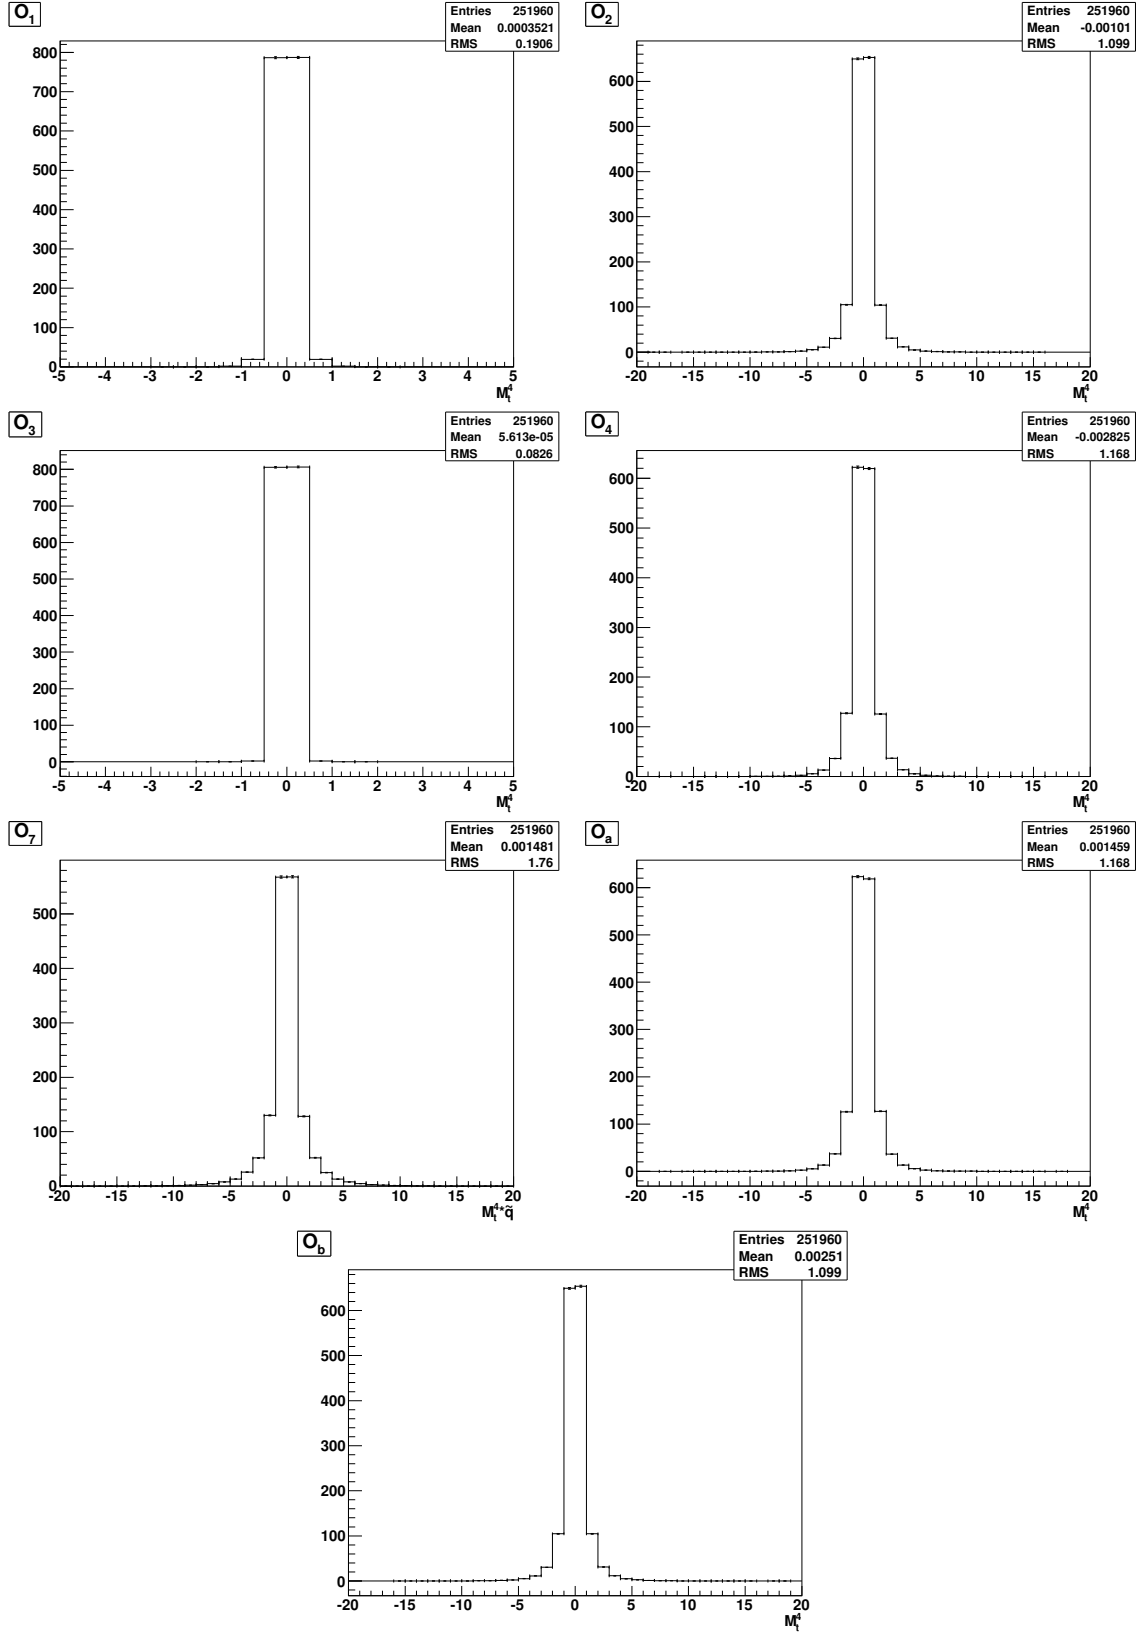 O1
Entries 251960
Mean 0.0003521
RMS 0.1906
800
700
600
500
400
300
200
100
0
-5 -4 -3 -2 -1 0 1 2 3 4 5
M_t^4
O2
Entries 251960
Mean -0.00101
RMS 1.099
600
500
400
300
200
100
0
-20 -15 -10 -5 0 5 10 15 20
M_t^4
O3
Entries 251960
Mean 5.613e-05
RMS 0.0826
800
700
600
500
400
300
200
100
0
-5 -4 -3 -2 -1 0 1 2 3 4 5
M_t^4
O4
Entries 251960
Mean -0.002825
RMS 1.168
600
500
400
300
200
100
0
-20 -15 -10 -5 0 5 10 15 20
M_t^4
O7
Entries 251960
Mean 0.001481
RMS 1.76
500
400
300
200
100
0
-20 -15 -10 -5 0 5 10 15 20
M_t^4*q̃
Oa
Entries 251960
Mean 0.001459
RMS 1.168
600
500
400
300
200
100
0
-20 -15 -10 -5 0 5 10 15 20
M_t^4
Ob
Entries 251960
Mean 0.00251
RMS 1.099
600
500
400
300
200
100
0
-20 -15 -10 -5 0 5 10 15 20
M_t^4